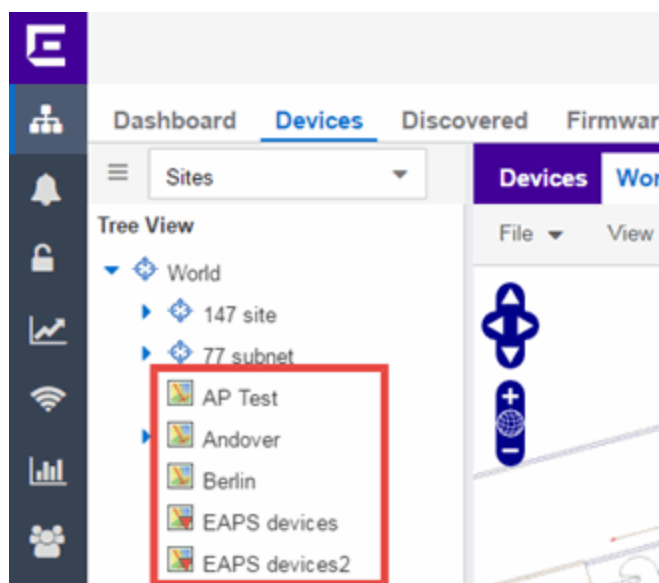 Dashboard Devices Discovered Firmwar
Sites Devices Wor
Tree View File View
World
147 site
77 subnet
AP Test
Andover
Berlin
EAPS devices
EAPS devices2